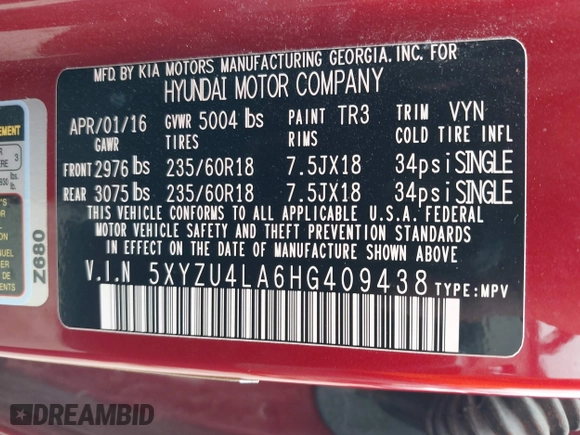 MFD. BY KIA MOTORS MANUFACTURING GEORGIA, INC. FOR
HYUNDAI MOTOR COMPANY
APR/01/16 GVWR 5004 lbs PAINT TR3 TRIM VYN
GAWR TIRES RIMS COLD TIRE INFL
FRONT 2976 lbs 235/60R18 7.5JX18 34psi SINGLE
REAR 3075 lbs 235/60R18 7.5JX18 34psi SINGLE
THIS VEHICLE CONFORMS TO ALL APPLICABLE U.S.A. FEDERAL
MOTOR VEHICLE SAFETY AND THEFT PREVENTION STANDARDS
IN EFFECT ON THE DATE OF MANUFACTURE SHOWN ABOVE.
V.I.N 5XYZU4LA6HG409438 TYPE:MPV
Z680
3
DREAMBID